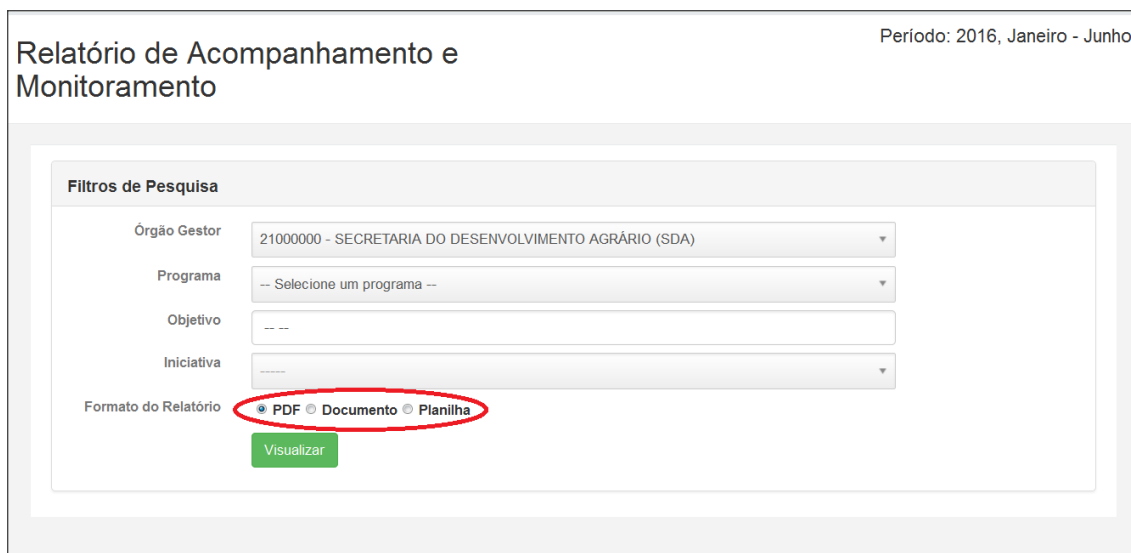 Relatório de Acompanhamento e
Monitoramento
Período: 2016, Janeiro - Junho
Filtros de Pesquisa
Órgão Gestor
21000000 - SECRETARIA DO DESENVOLVIMENTO AGRÁRIO (SDA)
Programa
-- Selecione um programa --
Objetivo
-- --
Iniciativa
-----
Formato do Relatório
PDF Documento Planilha
Visualizar